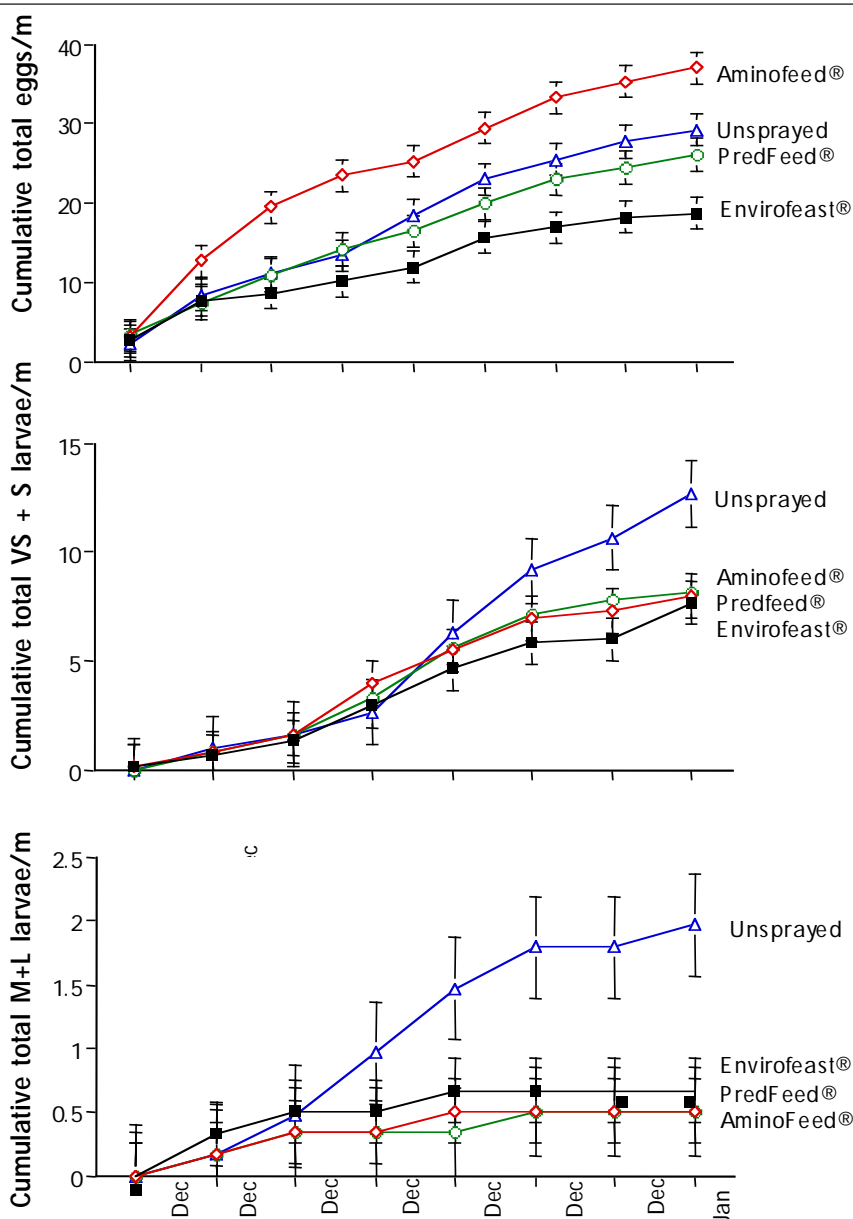 Cumulative total eggs/m
40
30
20
10
0
Aminofeed®
Unsprayed
PredFeed®
Envirofeast®
Cumulative total VS + S larvae/m
15
10
5
0
Unsprayed
Aminofeed®
Predfeed®
Envirofeast®
Cumulative total M+L larvae/m
2.5
2
1.5
1
0.5
0
Unsprayed
Envirofeast®
PredFeed®
AminoFeed®
Dec
Dec
Dec
Dec
Dec
Dec
Dec
Jan